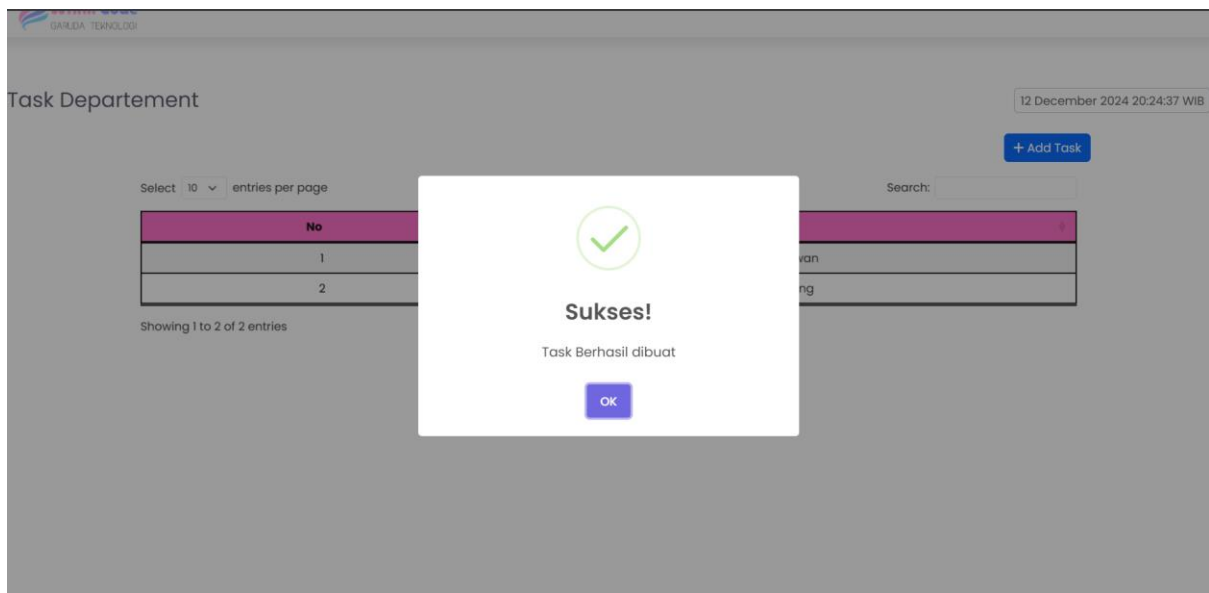 GARUDA TEKNOLOGI
Task Departement
12 December 2024 20:24:37 WIB
+ Add Task
Select 10 entries per page
Search:
No
1
2
Showing 1 to 2 of 2 entries
Sukses!
Task Berhasil dibuat
OK